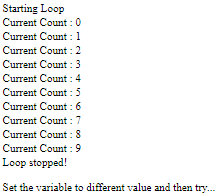 Starting Loop
Current Count : 0
Current Count : 1
Current Count : 2
Current Count : 3
Current Count : 4
Current Count : 5
Current Count : 6
Current Count : 7
Current Count : 8
Current Count : 9
Loop stopped!
Set the variable to different value and then try...